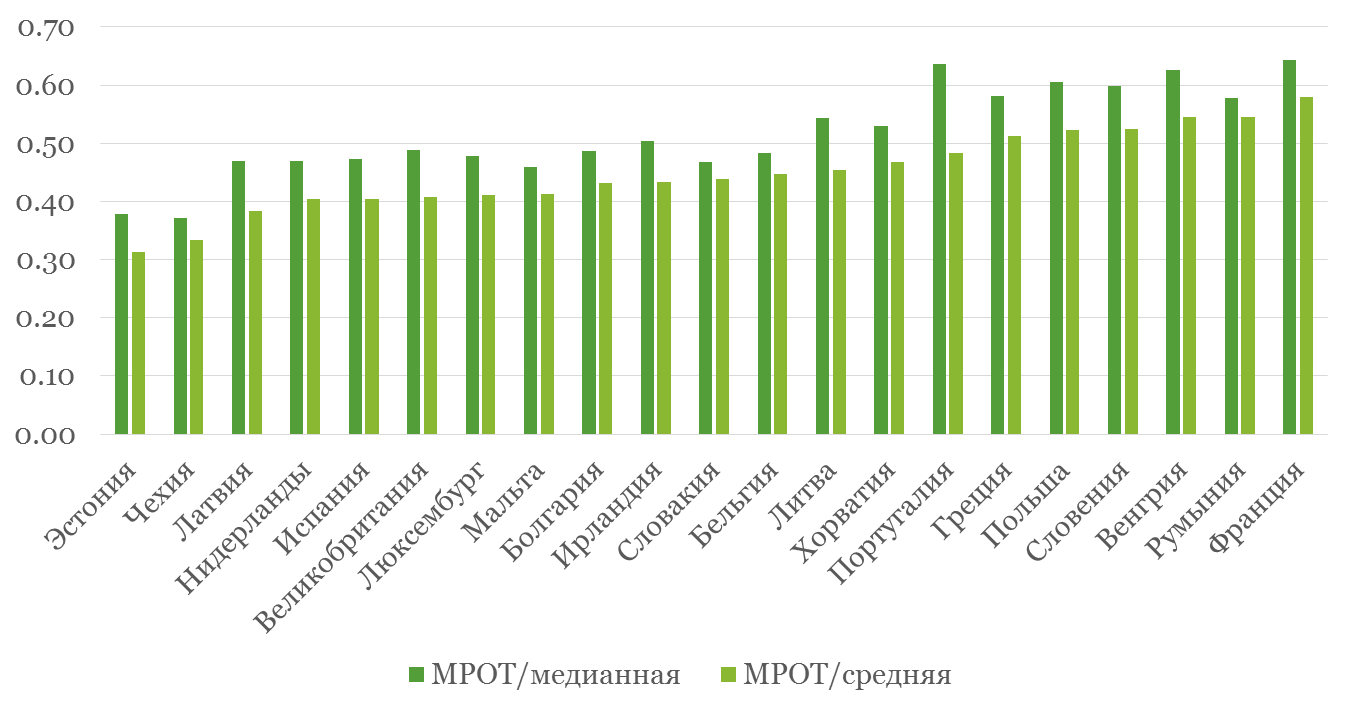 0.70
0.60
0.50
0.40
0.30
0.20
0.10
0.00
Эстония
Чехия
Латвия
Нидерланды
Испания
Великобритания
Люксембург
Мальта
Болгария
Ирландия
Словакия
Бельгия
Литва
Хорватия
Португалия
Греция
Польша
Словения
Венгрия
Румыния
Франция
МРОТ/медианная МРОТ/средняя